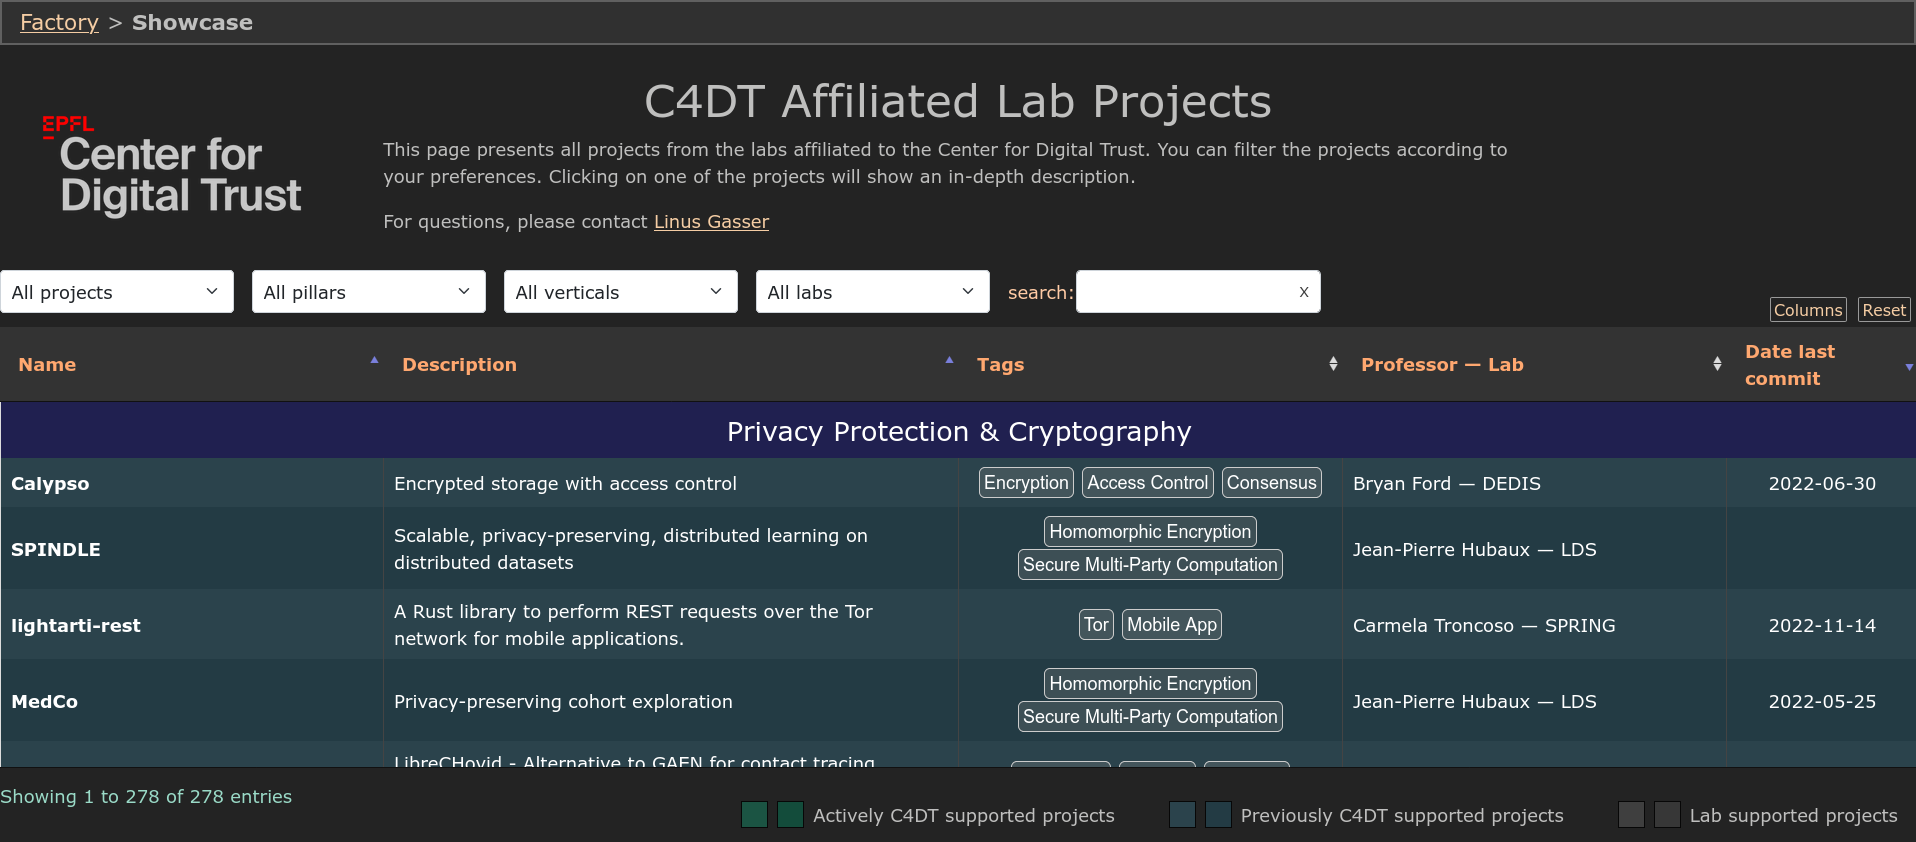 Factory > Showcase
EPFL
Center for
Digital Trust
C4DT Affiliated Lab Projects
This page presents all projects from the labs affiliated to the Center for Digital Trust. You can filter the projects according to
your preferences. Clicking on one of the projects will show an in-depth description.
For questions, please contact Linus Gasser
All projects All pillars All verticals All labs search: x
Columns Reset
Name Description Tags Professor — Lab Date last
commit
Privacy Protection & Cryptography
Calypso Encrypted storage with access control Encryption Access Control Consensus Bryan Ford — DEDIS 2022-06-30
SPINDLE Scalable, privacy-preserving, distributed learning on
distributed datasets Homomorphic Encryption
Secure Multi-Party Computation Jean-Pierre Hubaux — LDS
lightarti-rest A Rust library to perform REST requests over the Tor
network for mobile applications. Tor Mobile App Carmela Troncoso — SPRING 2022-11-14
MedCo Privacy-preserving cohort exploration Homomorphic Encryption
Secure Multi-Party Computation Jean-Pierre Hubaux — LDS 2022-05-25
LibreCHovid - Alternative to GAEN for contact tracing
Showing 1 to 278 of 278 entries
Actively C4DT supported projects Previously C4DT supported projects Lab supported projects